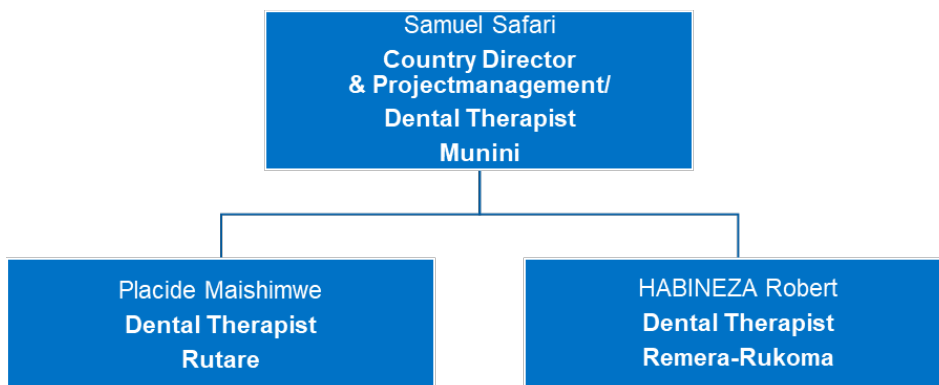 Samuel Safari
Country Director
& Projectmanagement/
Dental Therapist
Munini
Placide Maishimwe
Dental Therapist
Rutare
HABINEZA Robert
Dental Therapist
Remera-Rukoma